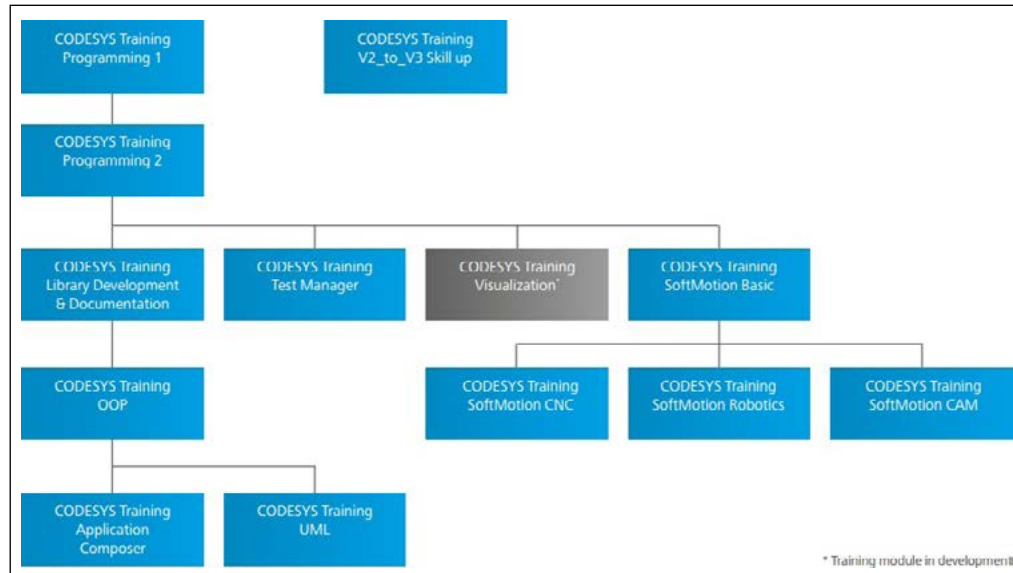 CODESYS Training
Programming 1
CODESYS Training
V2_to_V3 Skill up
CODESYS Training
Programming 2
CODESYS Training
Library Development
& Documentation
CODESYS Training
Test Manager
CODESYS Training
Visualization*
CODESYS Training
SoftMotion Basic
CODESYS Training
OOP
CODESYS Training
SoftMotion CNC
CODESYS Training
SoftMotion Robotics
CODESYS Training
SoftMotion CAM
CODESYS Training
Application
Composer
CODESYS Training
UML
* Training module in development